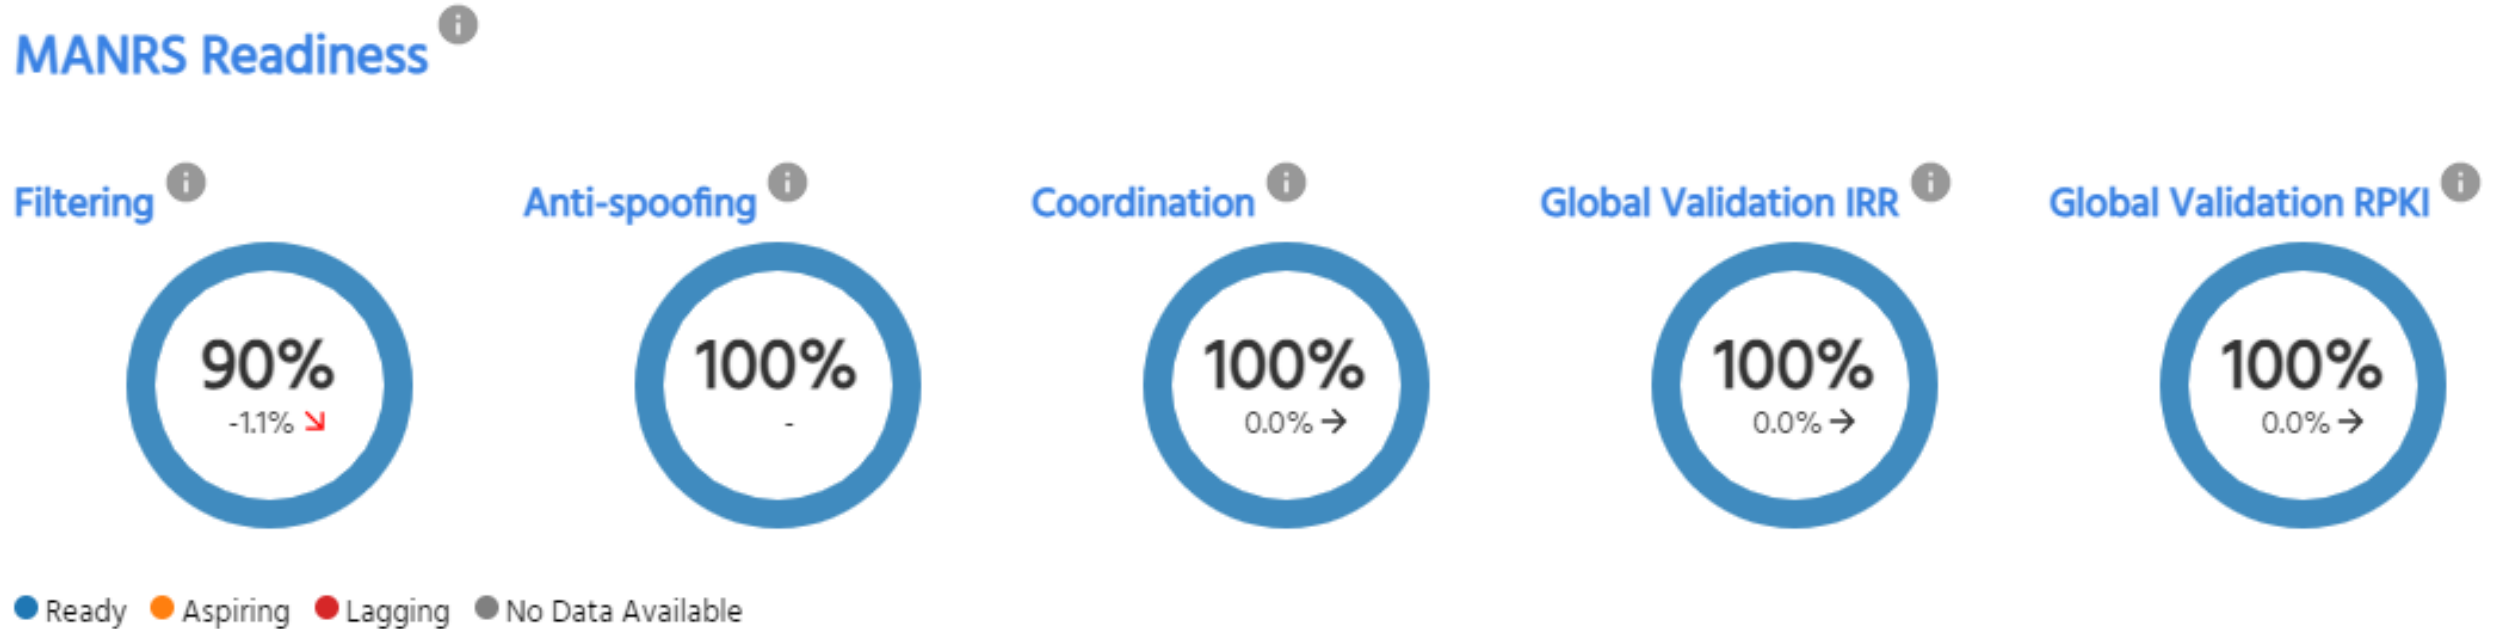 MANRS Readiness
Filtering
Anti-spoofing
Coordination
Global Validation IRR
Global Validation RPKI
90%
-1.1%
100%
-
100%
0.0% →
100%
0.0% →
100%
0.0% →
Ready
Aspiring
Lagging
No Data Available